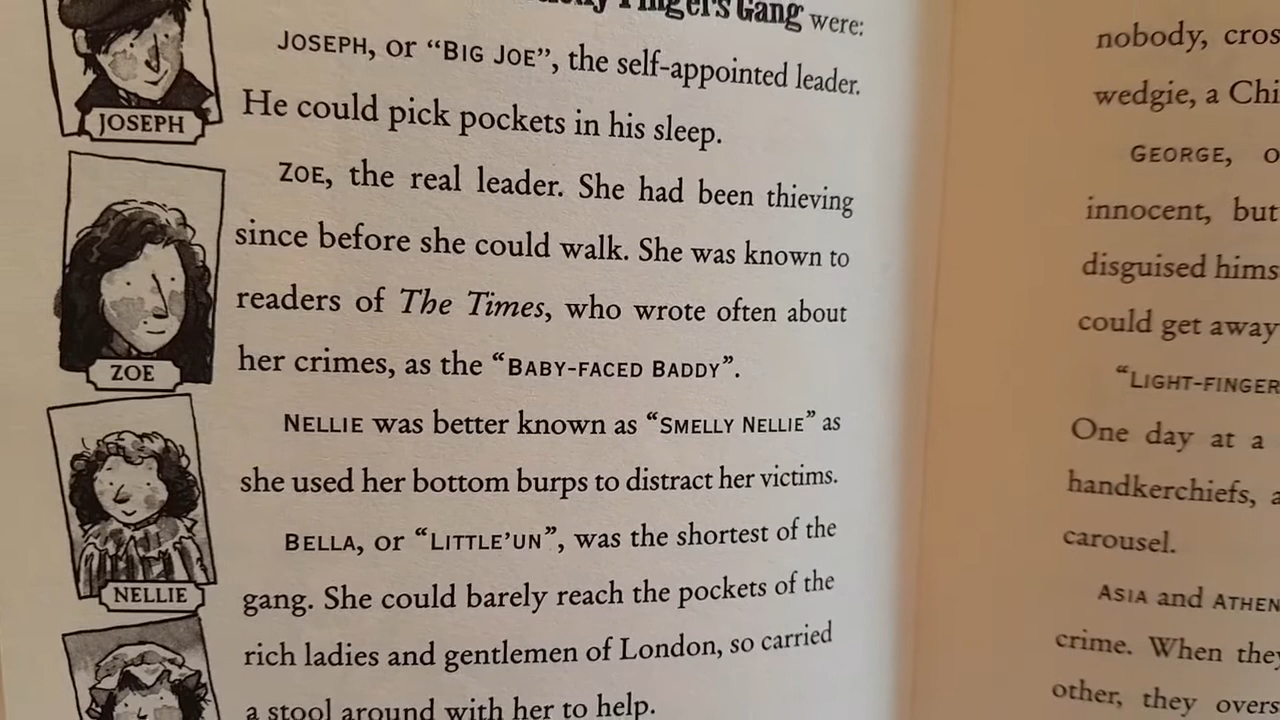 Fingers Gang were:
JOSEPH, or “BIG JOE”, the self-appointed leader.
He could pick pockets in his sleep.
JOSEPH
ZOE, the real leader. She had been thieving
since before she could walk. She was known to
readers of The Times, who wrote often about
her crimes, as the “BABY-FACED BADDY”.
ZOE
NELLIE was better known as “SMELLY NELLIE” as
she used her bottom burps to distract her victims.
NELLIE
BELLA, or “LITTLE’UN”, was the shortest of the
gang. She could barely reach the pockets of the
rich ladies and gentlemen of London, so carried
a stool around with her to help.
nobody, cros
wedgie, a Chi
GEORGE, o
innocent, but
disguised hims
could get away
“LIGHT-FINGER
One day at a
handkerchiefs, a
carousel.
ASIA and ATHEN
crime. When they
other, they overs